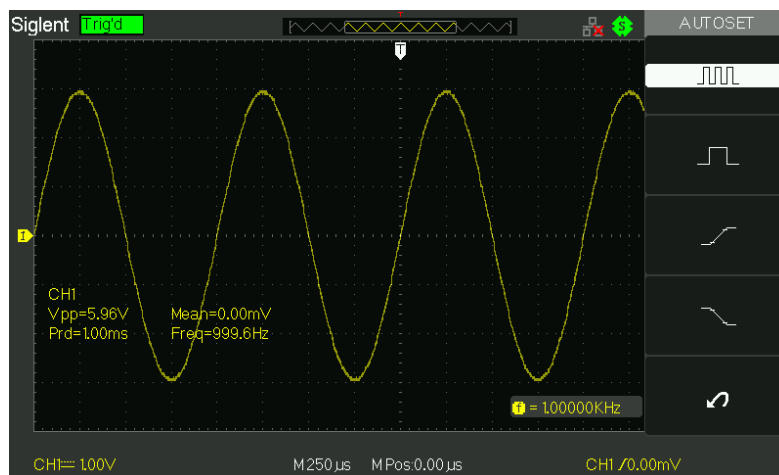 Siglent Trig'd T AUTOSET
T
CH1
Vpp=5.96V Mean=0.00mV
Prd=1.00ms Freq=999.6Hz
f = 1.00000KHz
CH1 1.00V M 250µs M Pos:0.00µs CH1 / 0.00mV